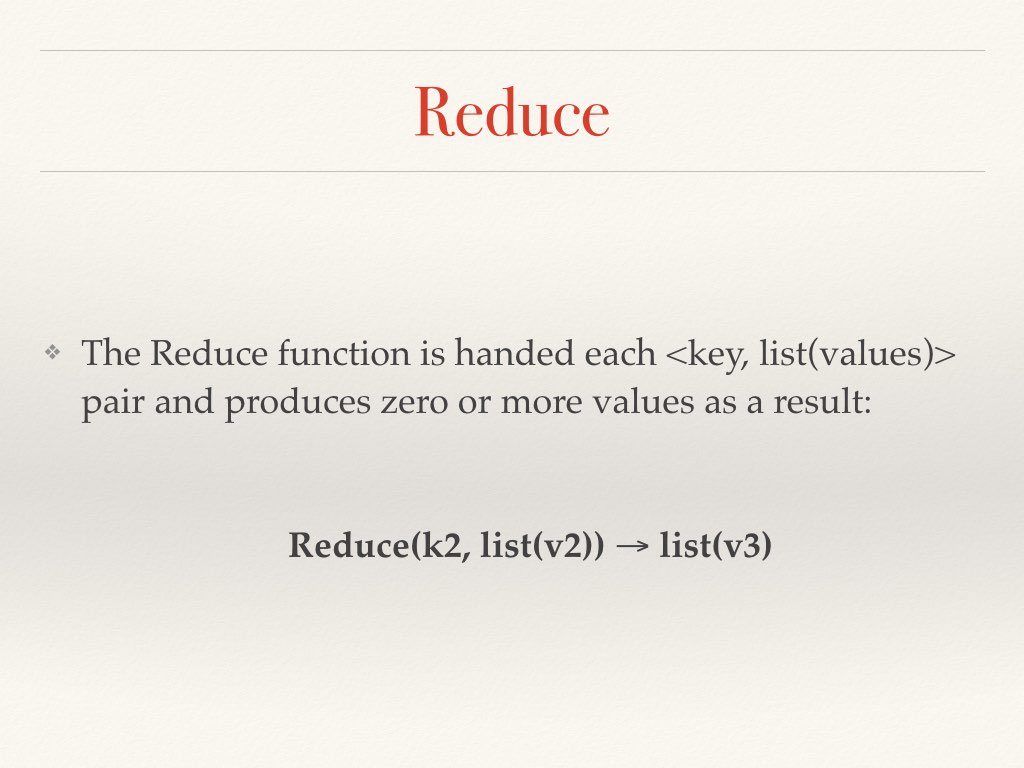 Reduce
❖ The Reduce function is handed each <key, list(values)>
pair and produces zero or more values as a result:
Reduce(k2, list(v2)) → list(v3)